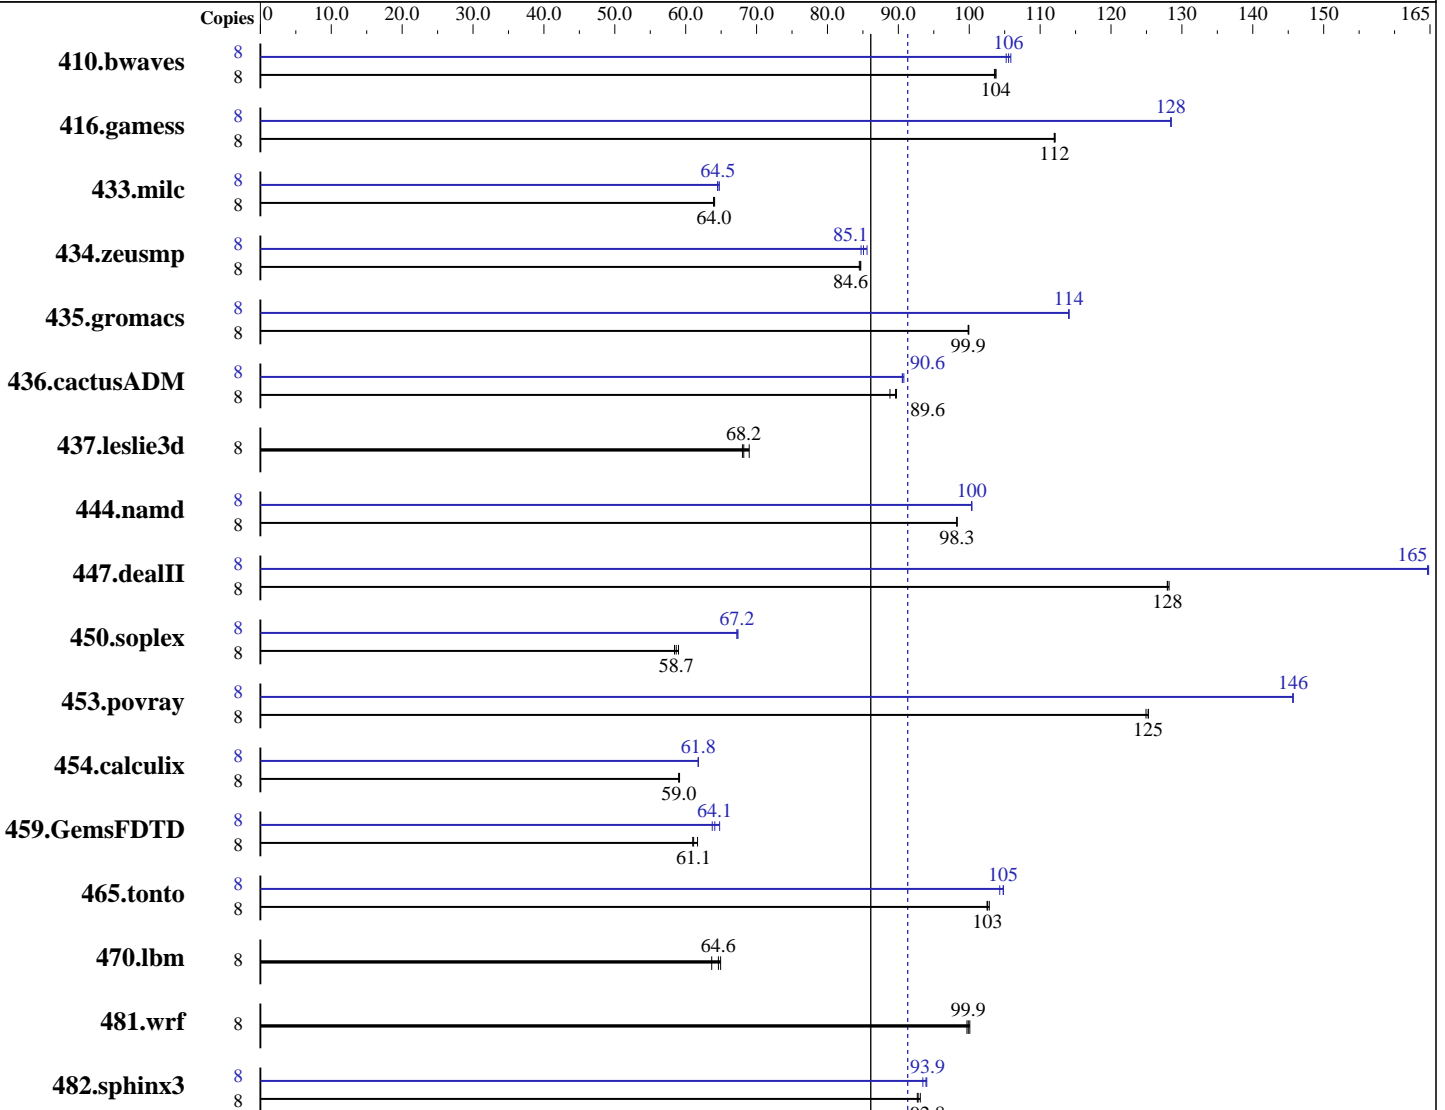 Copies 0 10.0 20.0 30.0 40.0 50.0 60.0 70.0 80.0 90.0 100 110 120 130 140 150 165
8 106
410.bwaves
8 104
8 128
416.gamess
8 112
8 64.5
433.milc
8 64.0
8 85.1
434.zeusmp
8 84.6
8 114
435.gromacs
8 99.9
8 90.6
436.cactusADM
8 89.6
437.leslie3d 8 68.2
8 100
444.namd
8 98.3
8 165
447.dealII
8 128
8 67.2
450.soplex
8 58.7
8 146
453.povray
8 125
8 61.8
454.calculix
8 59.0
8 64.1
459.GemsFDTD
8 61.1
8 105
465.tonto
8 103
470.lbm 8 64.6
481.wrf 8 99.9
8 93.9
482.sphinx3
8